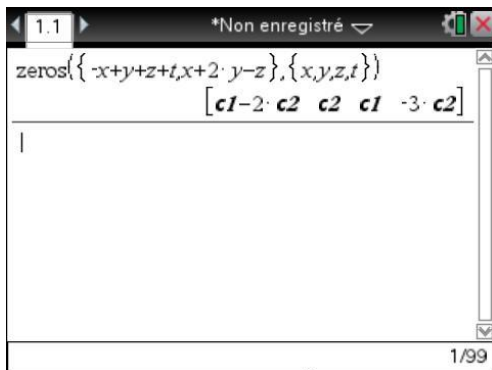 1.1 *Non enregistré
zeros({-x+y+z+t,x+2·y-z},{x,y,z,t})
[c1-2·c2 c2 c1 -3·c2]
1/99